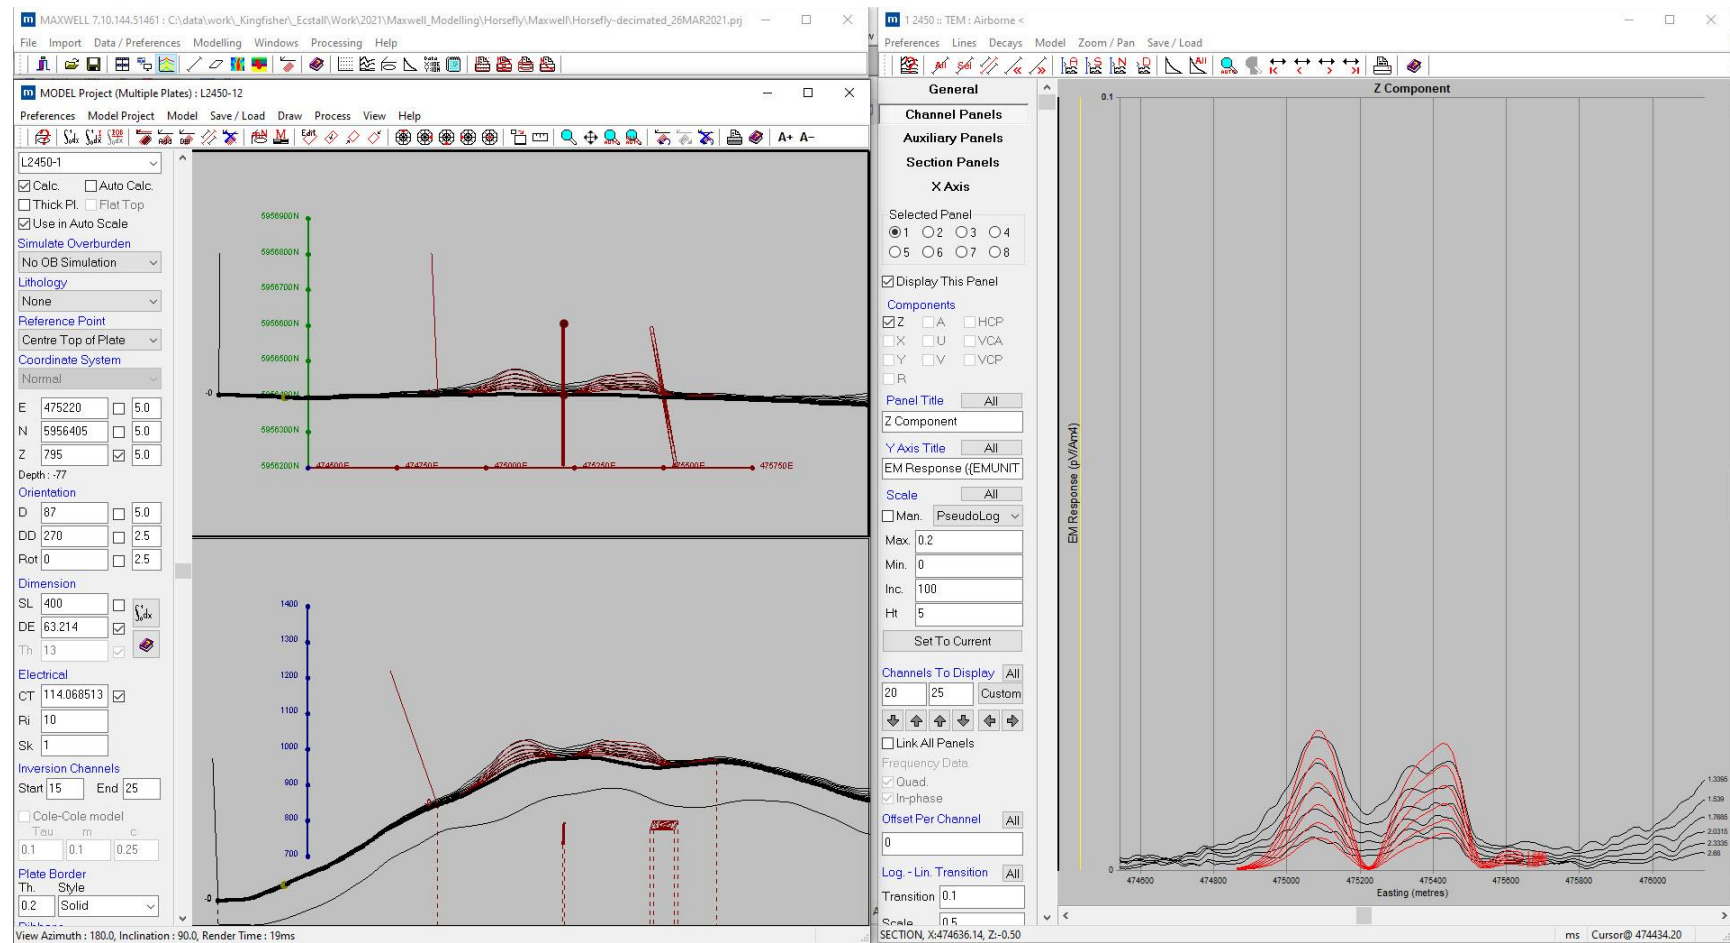 MAXWELL 7.10.144.51461 : C:\data\work\_Kingfisher\_Ecstall\Work\2021\Maxwell_Modelling\Horsefly\Maxwell\Horsefly-decimated_26MAR2021.prj
File Import Data / Preferences Modelling Windows Processing Help
MODEL Project (Multiple Plates) : L2450-12
Preferences Model Project Model Save / Load Draw Process View Help
A+ A-
L2450-1
Calc. Auto Calc.
Thick Pl. Flat Top
Use in Auto Scale
Simulate Overburden
No OB Simulation
Lithology
None
Reference Point
Centre Top of Plate
Coordinate System
Normal
E 475220 5.0
N 5956405 5.0
Z 795 5.0
Depth : -77
Orientation
D 87 5.0
DD 270 2.5
Rot 0 2.5
Dimension
SL 400
DE 63.214
Th 13
Electrical
CT 114.068513
Ri 10
Sk 1
Inversion Channels
Start 15 End 25
Cole-Cole model
Tau m c
0.1 0.1 0.25
Plate Border
Th. Style
0.2 Solid
5956900N
5956800N
5956700N
5956600N
5956500N
5956400N
5956300N
5956200N
474500E 474750E 475000E 475250E 475500E 475750E
-0
1400
1300
1200
1100
1000
900
800
700
-0
View Azimuth : 180.0, Inclination : 90.0, Render Time : 19ms
1 2450 :: TEM : Airborne <
Preferences Lines Decays Model Zoom / Pan Save / Load
General
Channel Panels
Auxiliary Panels
Section Panels
X Axis
Selected Panel
1 2 3 4
5 6 7 8
Display This Panel
Components
Z A HCP
X U VCA
Y V VCP
R
Panel Title All
Z Component
Y Axis Title All
EM Response ({EMUNIT
Scale All
Man. PseudoLog
Max. 0.2
Min. 0
Inc. 100
Ht 5
Set To Current
Channels To Display All
20 25 Custom
Link All Panels
Frequency Data
Quad.
In-phase
Offset Per Channel All
0
Log. - Lin. Transition All
Transition 0.1
Scale 0.5
Z Component
0.1
EM Response (pV/Am4)
0
1.3395
1.539
1.7685
2.0315
2.3335
2.68
474600 474800 475000 475200 475400 475600 475800 476000
Easting (metres)
SECTION, X:474636.14, Z:-0.50
ms Cursor@ 474434.20